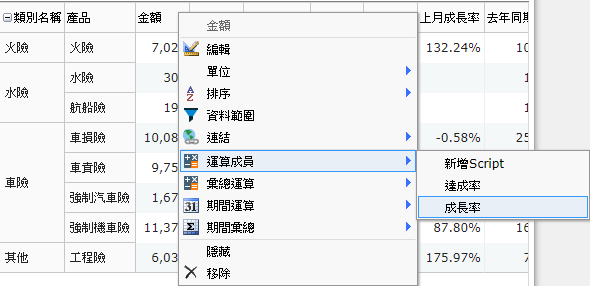 類別名稱 產品 金額 上月成長率 去年同期
火險 火險 7,02 132.24% 10
水險 水險 30 1
航船險 19 1
車險 車損險 10,08 -0.58% 25
車責險 9,75
強制汽車險 1,67
強制機車險 11,37 87.80% 16
其他 工程險 6,03 175.97% 7
金額
編輯
單位
排序
資料範圍
連結
運算成員
彙總運算
期間運算
期間彙總
隱藏
移除
新增Script
達成率
成長率